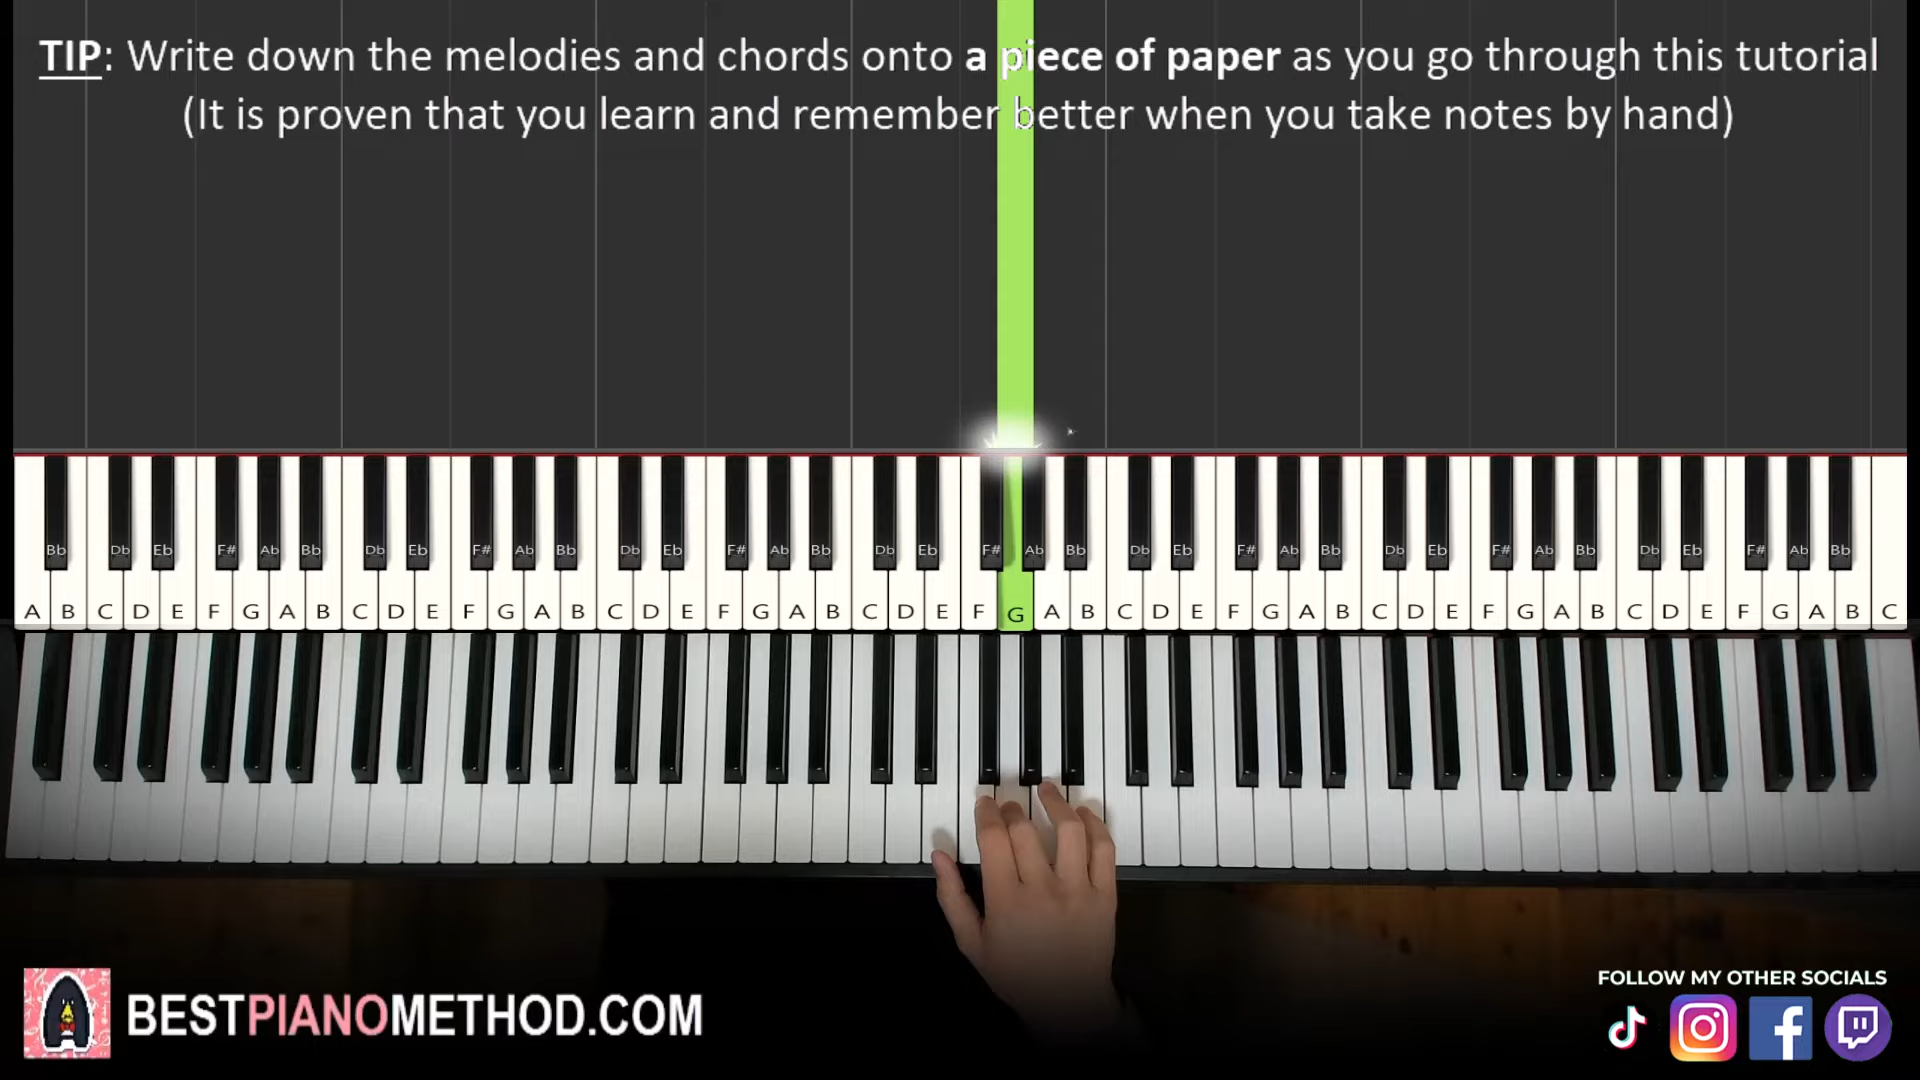 TIP: Write down the melodies and chords onto a piece of paper as you go through this tutorial
(It is proven that you learn and remember better when you take notes by hand)
Bb Db Eb F# Ab Bb Db Eb F# Ab Bb Db Eb F# Ab Bb Db Eb F# Ab Bb Db Eb F# Ab Bb Db Eb F# Ab Bb Db Eb F# Ab Bb
A B C D E F G A B C D E F G A B C D E F G A B C D E F G A B C D E F G A B C D E F G A B C D E F G A B C
FOLLOW MY OTHER SOCIALS
BESTPIANOMETHOD.COM